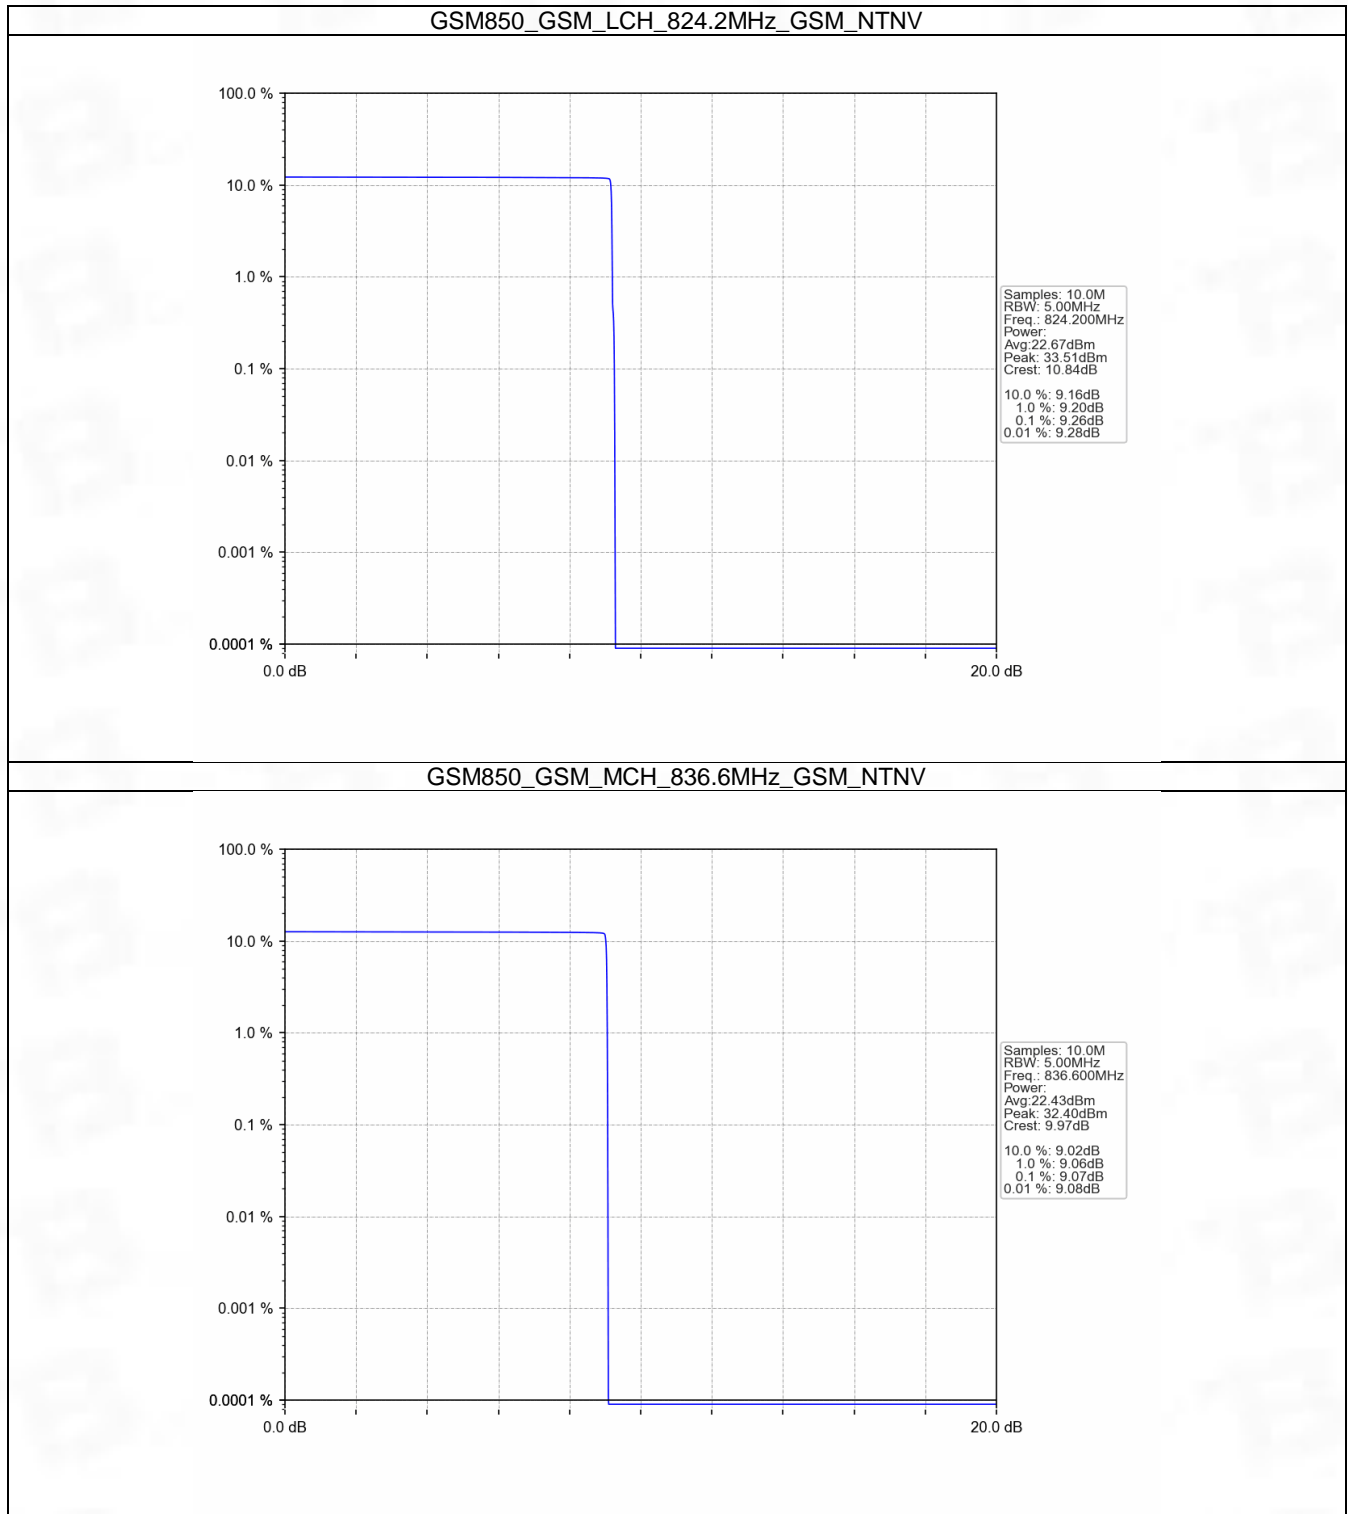 GSM850_GSM_LCH_824.2MHz_GSM_NTNV
100.0 %
10.0 %
1.0 %
0.1 %
0.01 %
0.001 %
0.0001 %
0.0 dB
20.0 dB
Samples: 10.0M
RBW: 5.00MHz
Freq.: 824.200MHz
Power:
Avg:22.67dBm
Peak: 33.51dBm
Crest: 10.84dB
10.0 %: 9.16dB
1.0 %: 9.20dB
0.1 %: 9.26dB
0.01 %: 9.28dB
GSM850_GSM_MCH_836.6MHz_GSM_NTNV
100.0 %
10.0 %
1.0 %
0.1 %
0.01 %
0.001 %
0.0001 %
0.0 dB
20.0 dB
Samples: 10.0M
RBW: 5.00MHz
Freq.: 836.600MHz
Power:
Avg:22.43dBm
Peak: 32.40dBm
Crest: 9.97dB
10.0 %: 9.02dB
1.0 %: 9.06dB
0.1 %: 9.07dB
0.01 %: 9.08dB